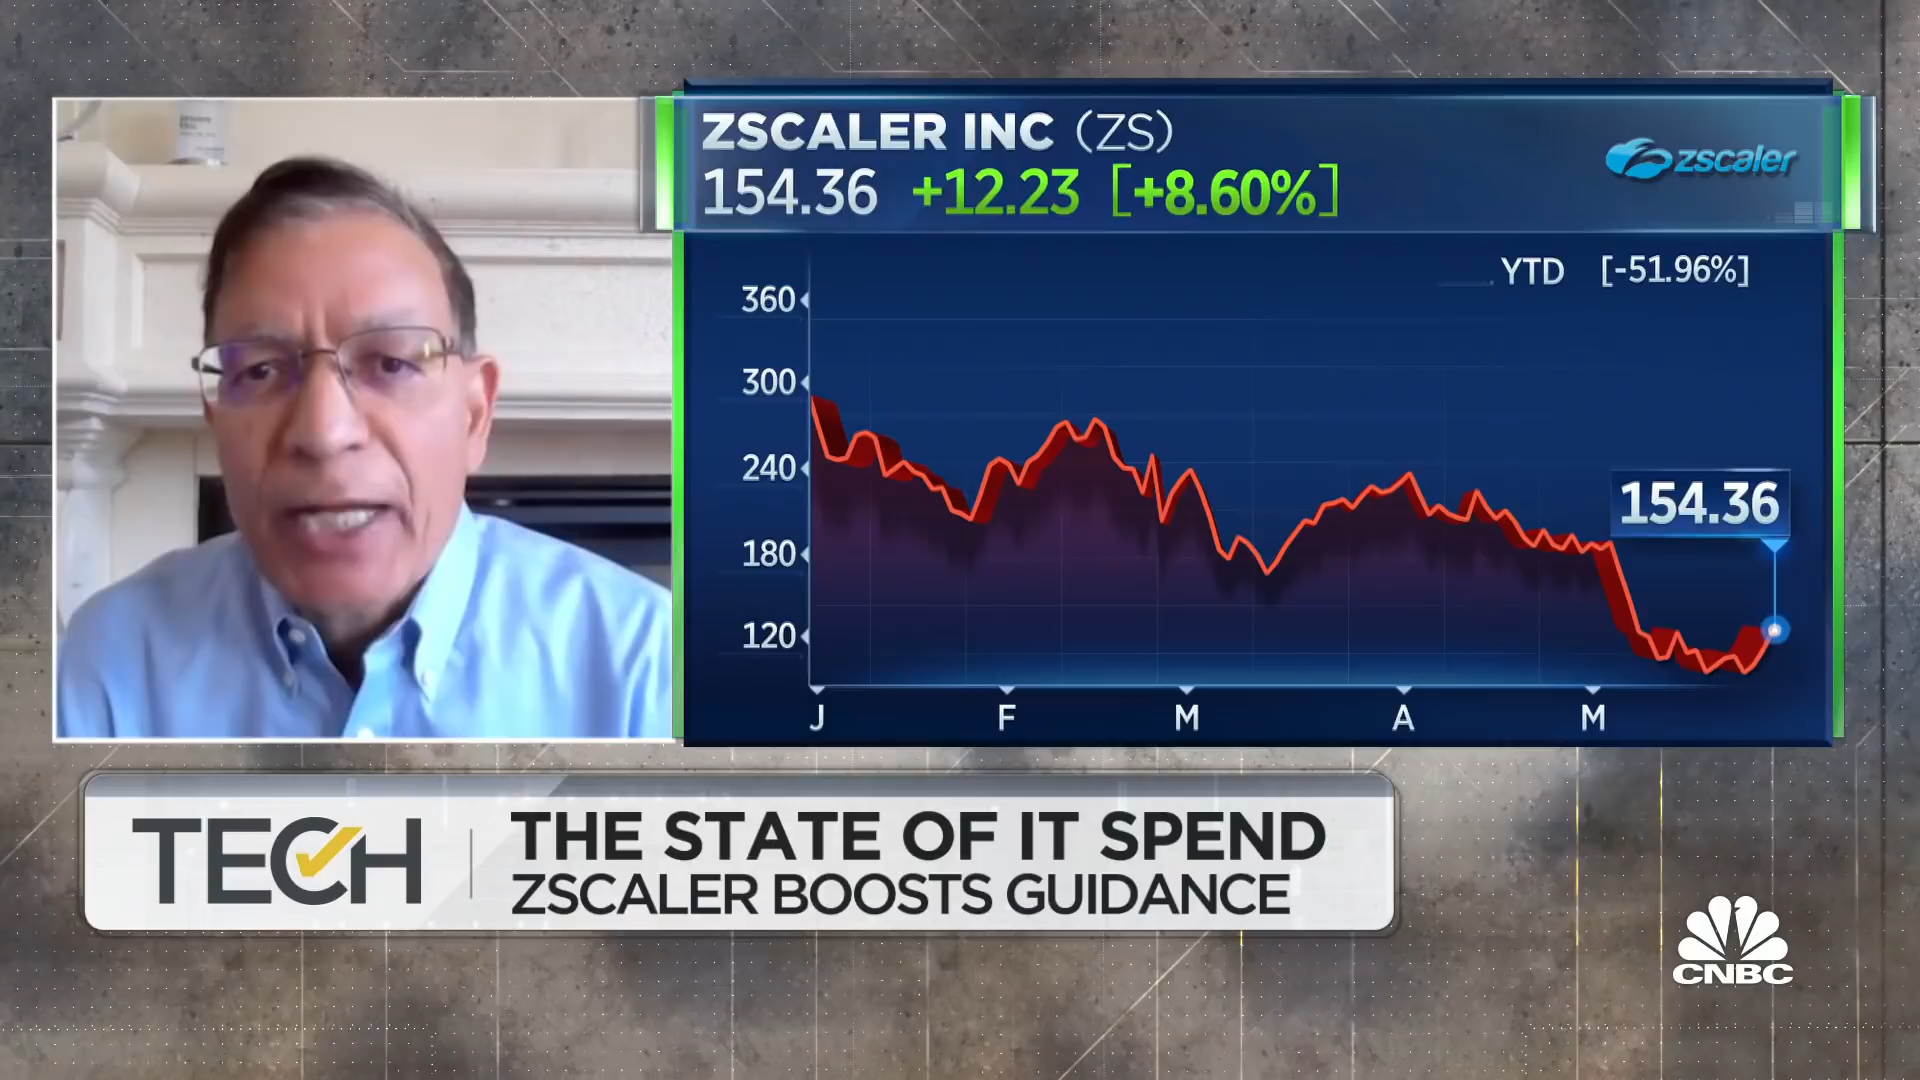 ZSCALER INC (ZS)
154.36 +12.23 [+8.60%]
zscaler
YTD [-51.96%]
360
300
240
180
120
154.36
J F M A M
TECH
THE STATE OF IT SPEND
ZSCALER BOOSTS GUIDANCE
CNBC